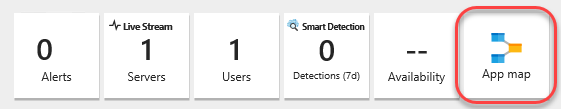 Live Stream
Smart Detection
0
1
1
0
--
Alerts
Servers
Users
Detections (7d)
Availability
App map